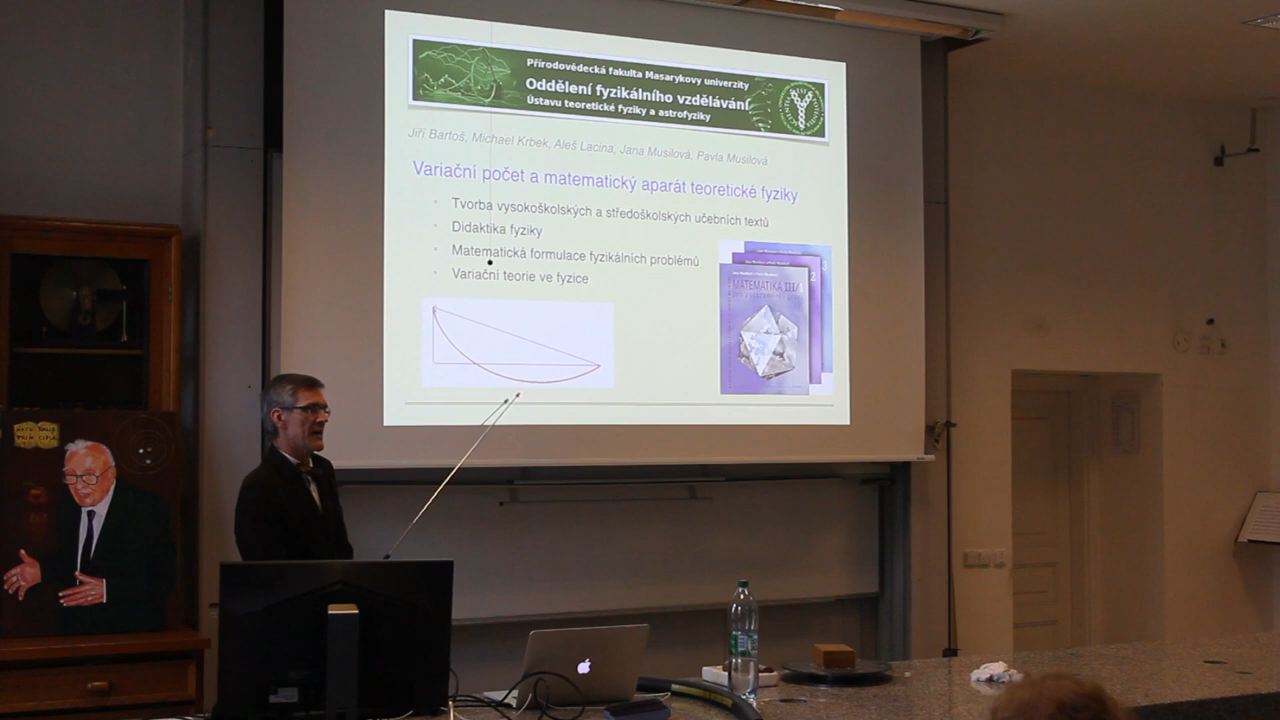 Přírodovědecká fakulta Masarykovy univerzity
Oddělení fyzikálního vzdělávání
Ústavu teoretické fyziky a astrofyziky
Jiří Bartoš, Michael Krbek, Aleš Lacina, Jana Musilová, Pavla Musilová
Variační počet a matematický aparát teoretické fyziky
Tvorba vysokoškolských a středoškolských učebních textů
Didaktika fyziky
Matematická formulace fyzikálních problémů
Variační teorie ve fyzice
3
2
MATEMATIKA III/